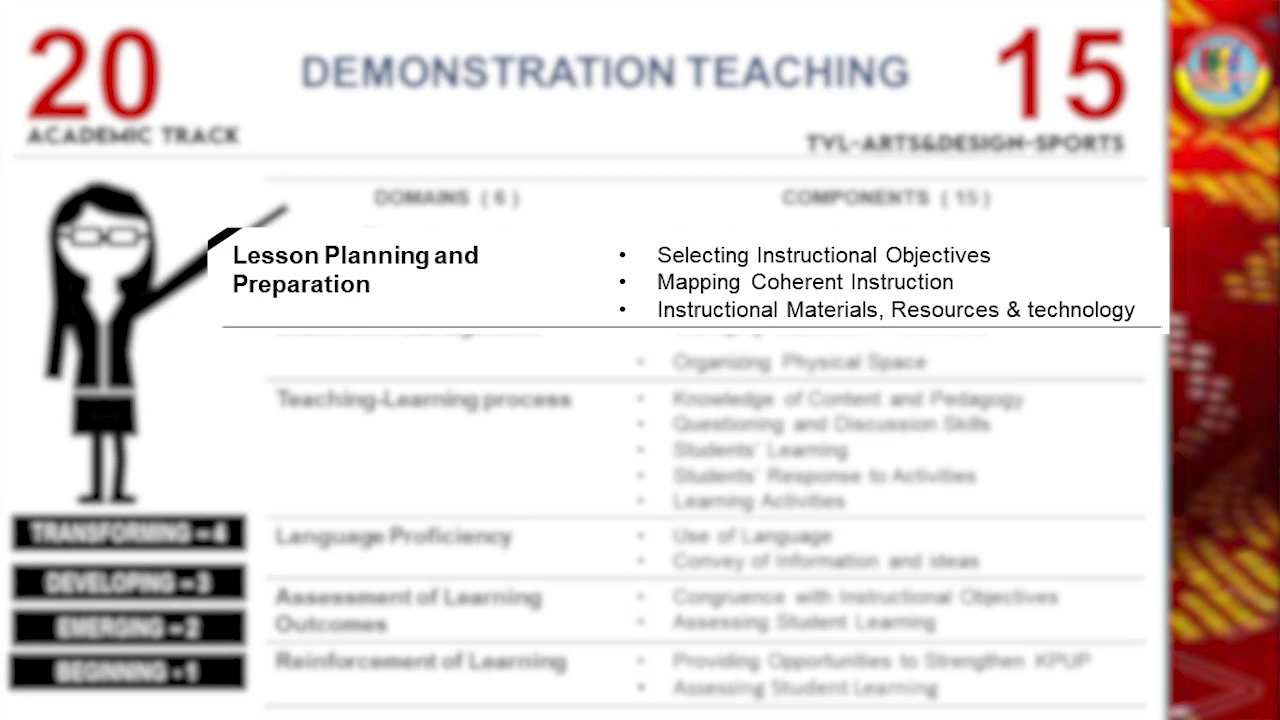 20
DEMONSTRATION TEACHING
15
ACADEMIC TRACK
TVL-ARTS&DESIGN-SPORTS
DOMAINS ( 6 )
COMPONENTS ( 15 )
Lesson Planning and
Preparation
• Selecting Instructional Objectives
• Mapping Coherent Instruction
• Instructional Materials, Resources & technology
• Organizing Physical Space
Teaching-Learning process
• Knowledge of Content and Pedagogy
• Questioning and Discussion Skills
• Students' Learning
• Students' Response to Activities
• Learning Activities
Language Proficiency
• Use of Language
• Convey of Information and ideas
Assessment of Learning
Outcomes
• Congruence with Instructional Objectives
• Assessing Student Learning
Reinforcement of Learning
• Providing Opportunities to Strengthen KPUP
• Assessing Student Learning
TRANSFORMING = 4
DEVELOPING = 3
EMERGING = 2
BEGINNING = 1